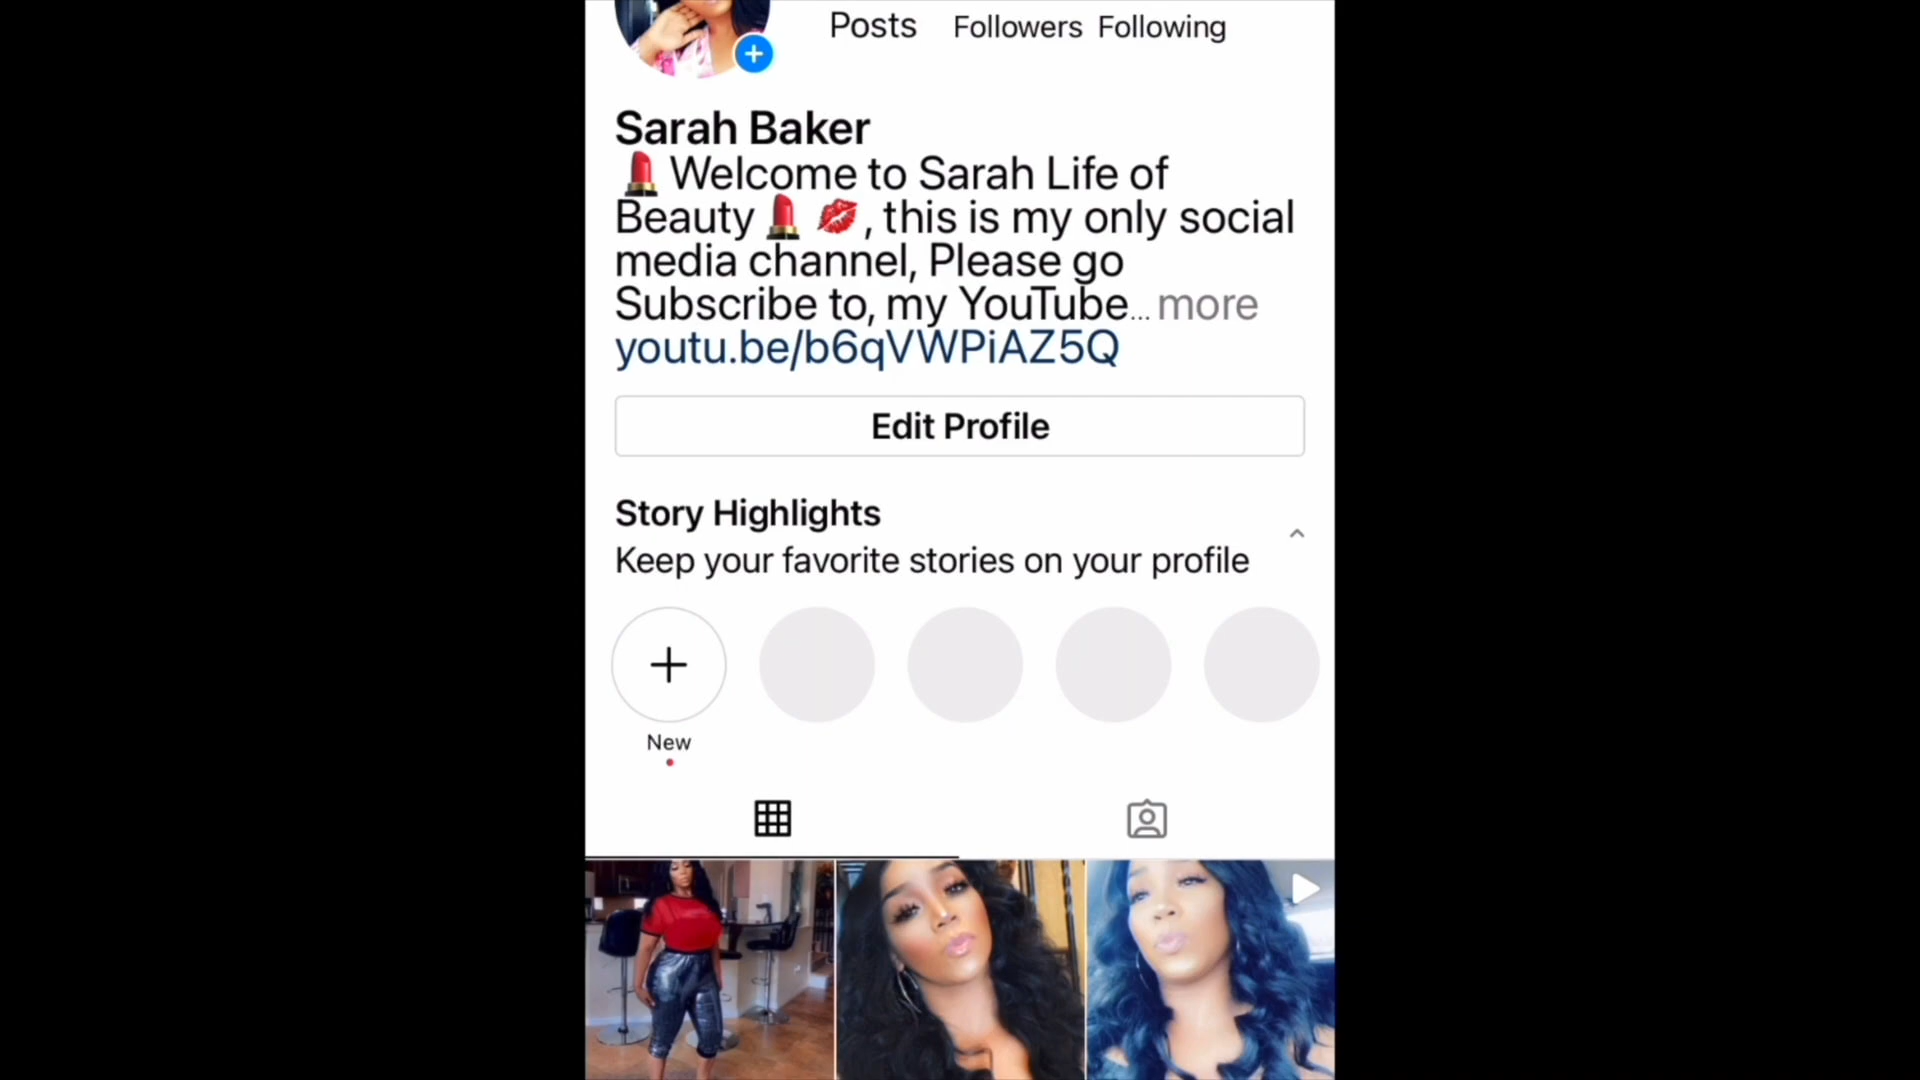 Posts Followers Following
Sarah Baker
💄Welcome to Sarah Life of
Beauty💄💋, this is my only social
media channel, Please go
Subscribe to, my YouTube... more
youtu.be/b6qVWPiAZ5Q
Edit Profile
Story Highlights
Keep your favorite stories on your profile
New